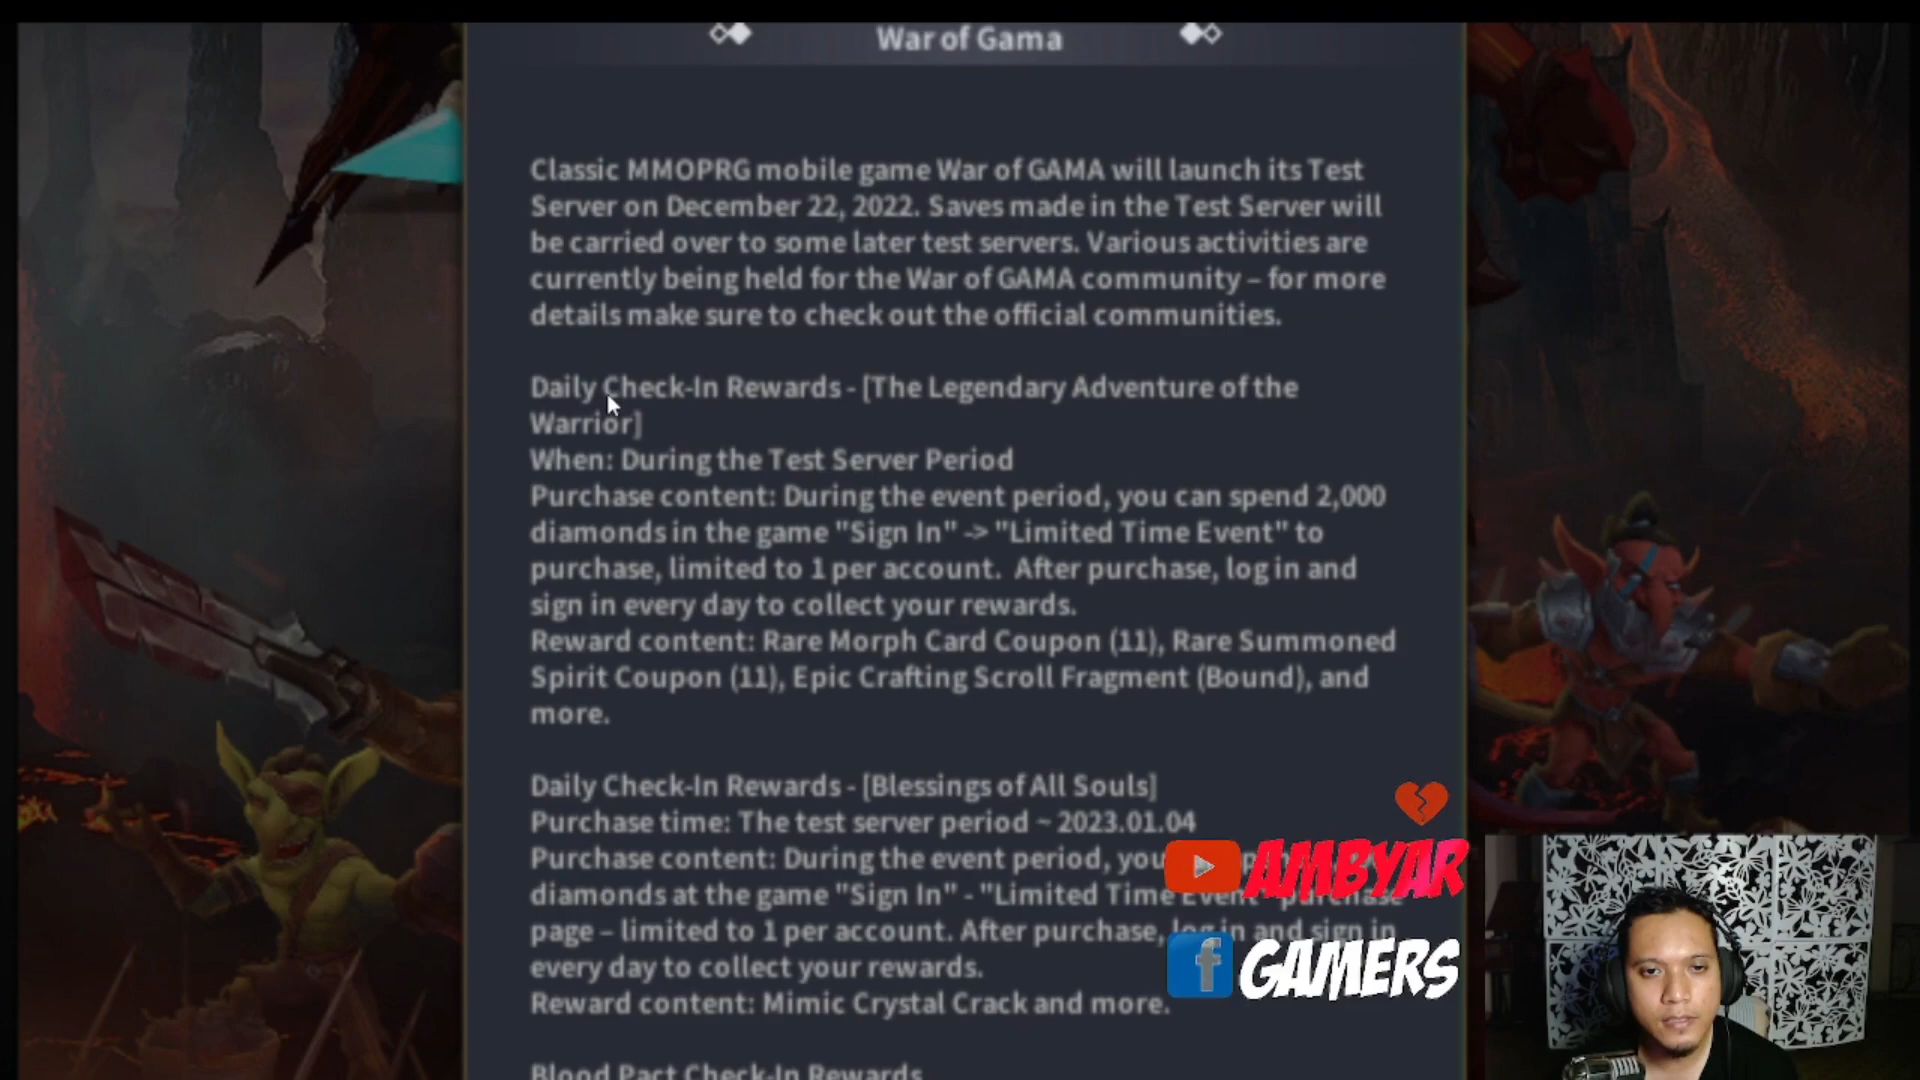 War of Gama
Classic MMOPRG mobile game War of GAMA will launch its Test
Server on December 22, 2022. Saves made in the Test Server will
be carried over to some later test servers. Various activities are
currently being held for the War of GAMA community – for more
details make sure to check out the official communities.
Daily Check-In Rewards - [The Legendary Adventure of the
Warrior]
When: During the Test Server Period
Purchase content: During the event period, you can spend 2,000
diamonds in the game "Sign In" -> "Limited Time Event" to
purchase, limited to 1 per account. After purchase, log in and
sign in every day to collect your rewards.
Reward content: Rare Morph Card Coupon (11), Rare Summoned
Spirit Coupon (11), Epic Crafting Scroll Fragment (Bound), and
more.
Daily Check-In Rewards - [Blessings of All Souls]
Purchase time: The test server period ~ 2023.01.04
Purchase content: During the event period, you
diamonds at the game "Sign In" - "Limited Time Event" purchase
page – limited to 1 per account. After purchase, log in and sign in
every day to collect your rewards.
Reward content: Mimic Crystal Crack and more.
Blood Pact Check-In Rewards
AMBYAR
f GAMERS